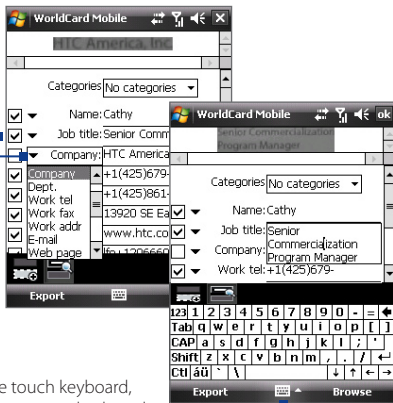 WorldCard Mobile
HTC America, Inc.
Categories No categories
Name: Cathy
Job title: Senior Comm
Company: HTC America
Company
+1(425)679-
Dept.
Work tel
+1(425)861-
Work fax
13920 SE Ea
Work addr
E-mail
www.htc.co
Web page
Export
WorldCard Mobile ok
Senior Commercialization
Program Manager
Categories No categories
Name: Cathy
Job title: Senior
Commercialization
Program Manager
Company:
Work tel: +1(425)679-
123 1 2 3 4 5 6 7 8 9 0 - =
Tab q w e r t y u i o p [ ]
CAP a s d f g h j k l ; '
Shift z x c v b n m , . /
Ctl áü ` \
Export Browse
e touch keyboard,